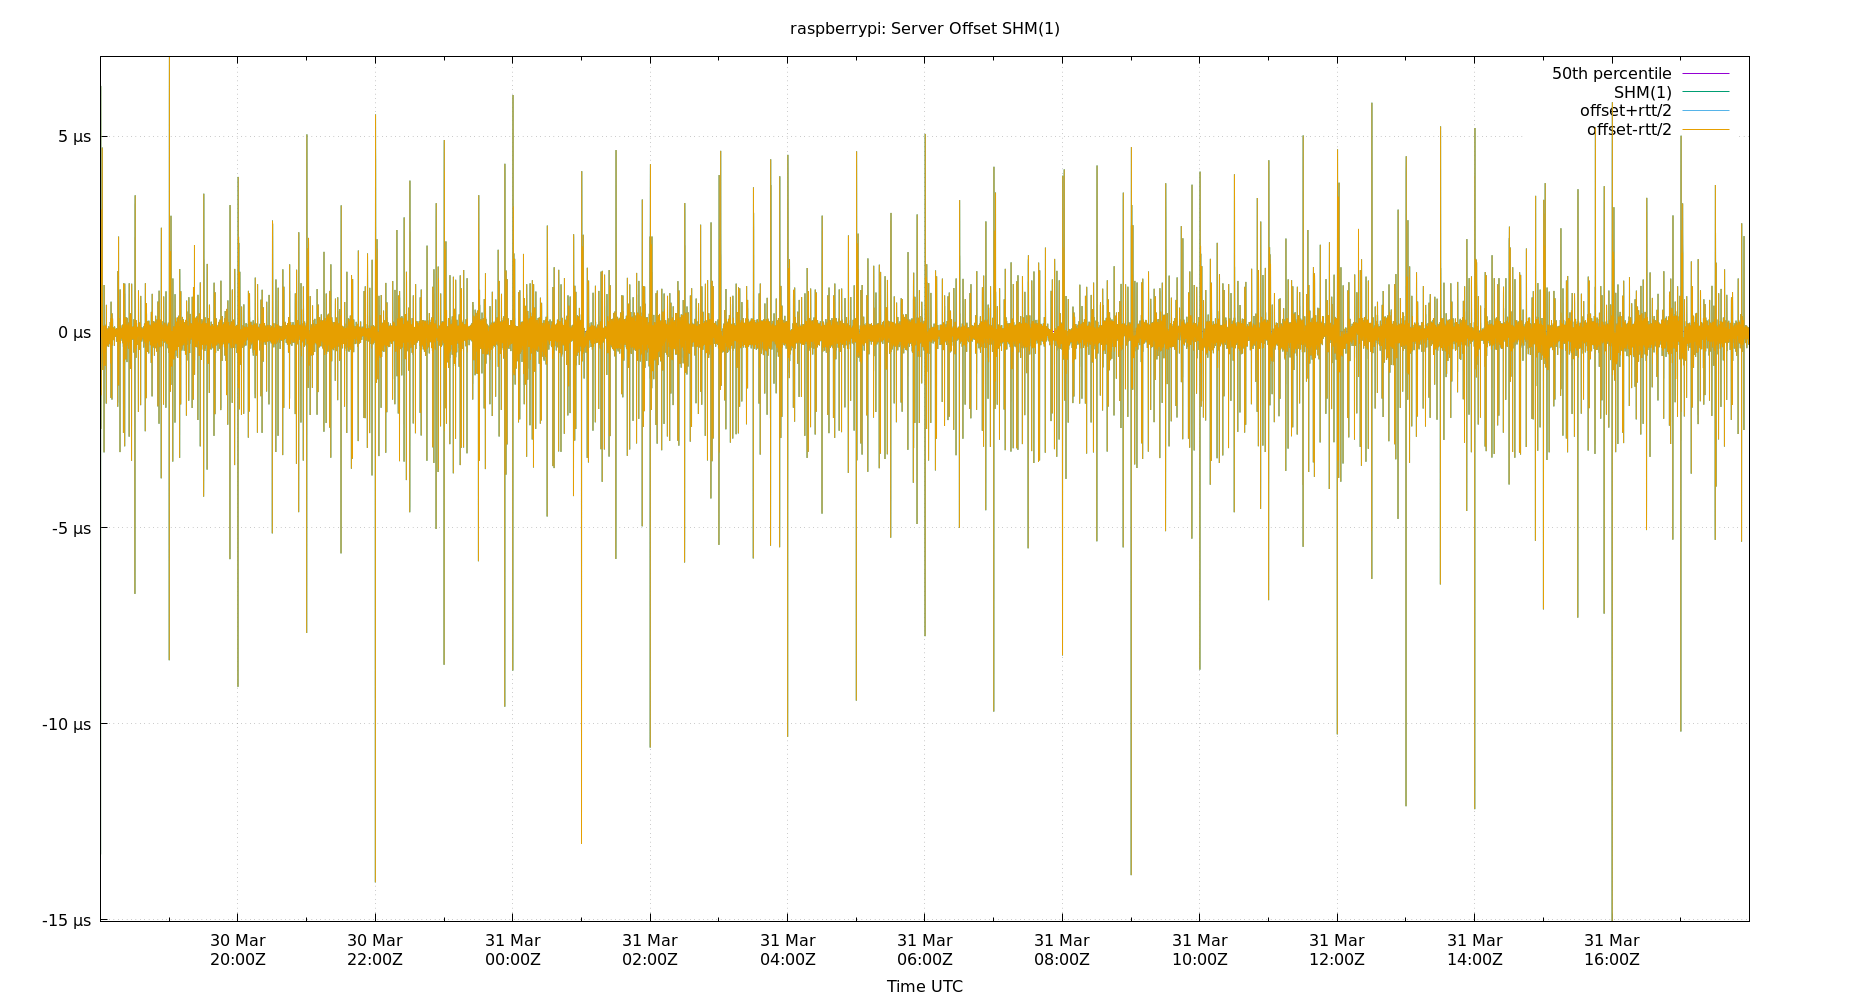 raspberrypi: Server Offset SHM(1)
50th percentile
SHM(1)
offset+rtt/2
offset-rtt/2
5 µs
0 µs
-5 µs
-10 µs
-15 µs
30 Mar 30 Mar 31 Mar 31 Mar 31 Mar 31 Mar 31 Mar 31 Mar 31 Mar 31 Mar 31 Mar
20:00Z 22:00Z 00:00Z 02:00Z 04:00Z 06:00Z 08:00Z 10:00Z 12:00Z 14:00Z 16:00Z
Time UTC